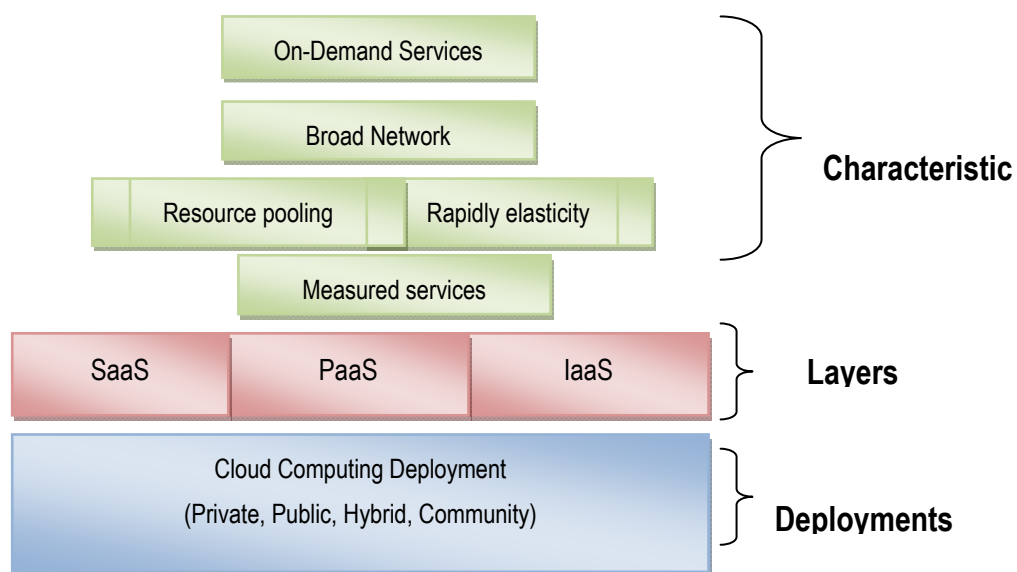 On-Demand Services
Broad Network
Characteristic
Resource pooling
Rapidly elasticity
Measured services
SaaS
PaaS
IaaS
Layers
Cloud Computing Deployment
(Private, Public, Hybrid, Community)
Deployments